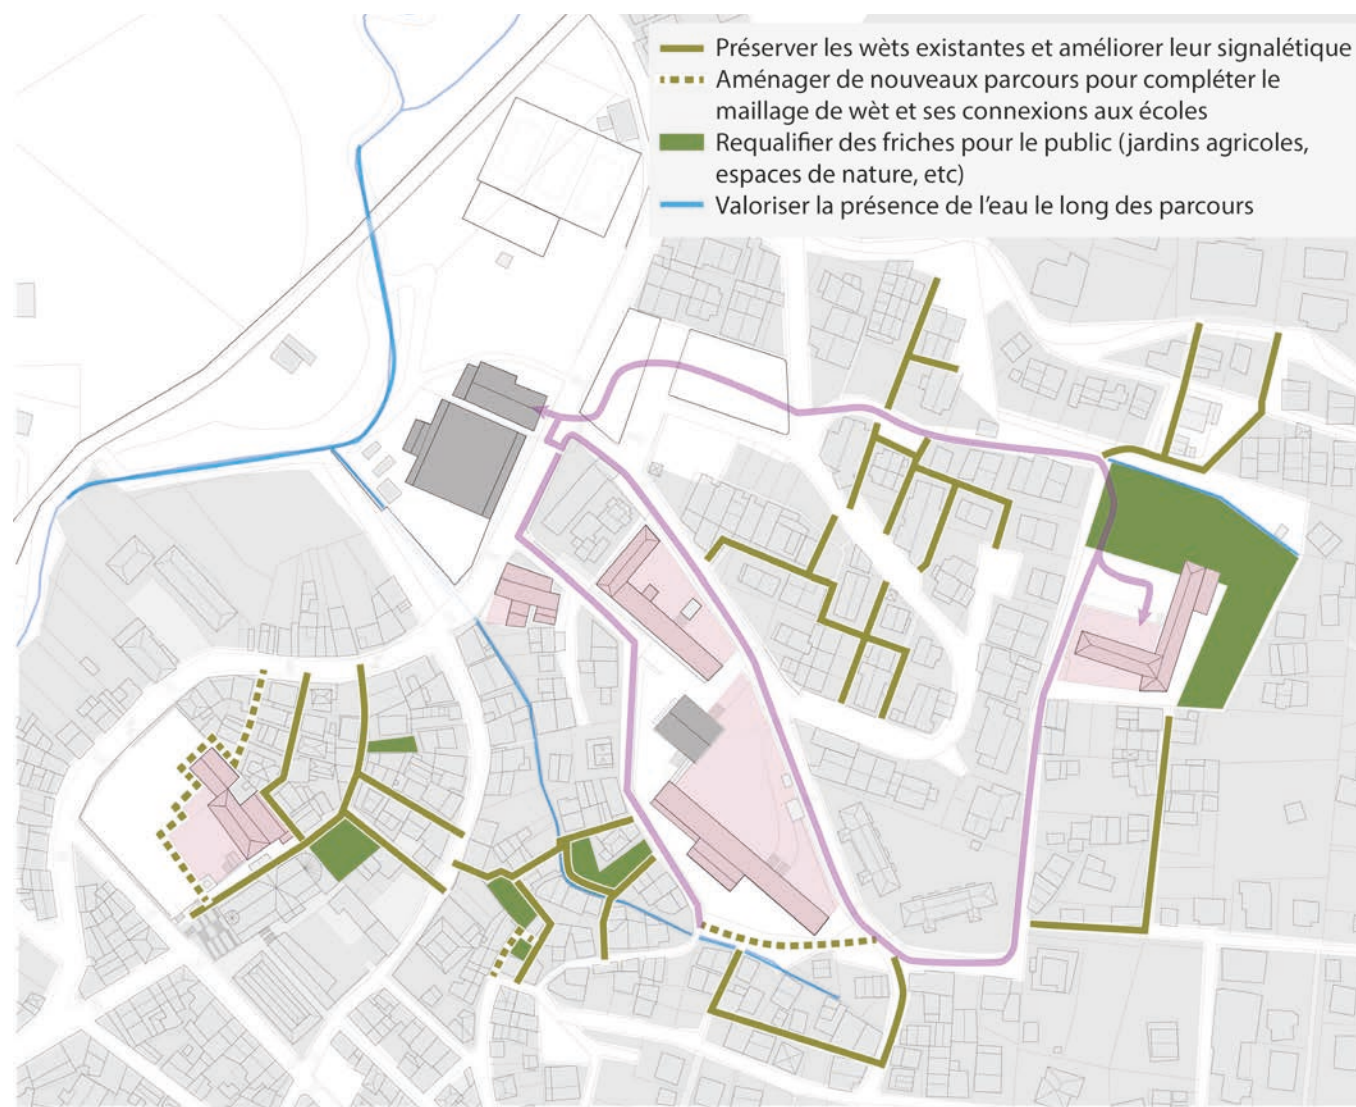 Préserver les wèts existantes et améliorer leur signalétique
Aménager de nouveaux parcours pour compléter le
maillage de wèt et ses connexions aux écoles
Requalifier des friches pour le public (jardins agricoles,
espaces de nature, etc)
Valoriser la présence de l'eau le long des parcours